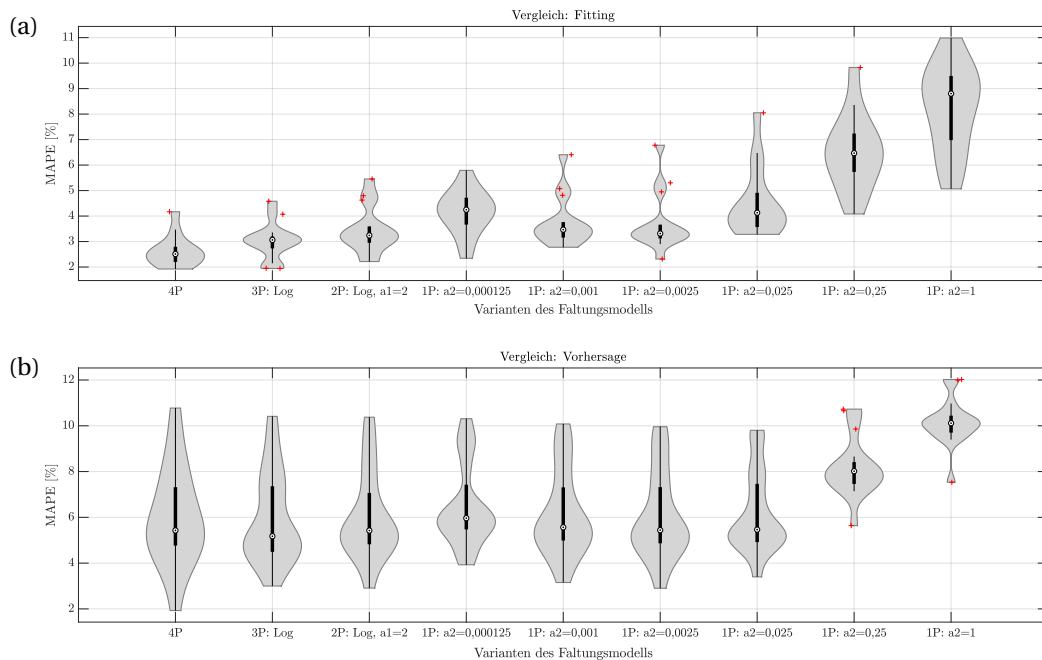 (a)
Vergleich: Fitting
MAPE [%]
11
10
9
8
7
6
5
4
3
2
4P 3P: Log 2P: Log, a1=2 1P: a2=0,000125 1P: a2=0,001 1P: a2=0,0025 1P: a2=0,025 1P: a2=0,25 1P: a2=1
Varianten des Faltungsmodells
(b)
Vergleich: Vorhersage
MAPE [%]
12
10
8
6
4
2
4P 3P: Log 2P: Log, a1=2 1P: a2=0,000125 1P: a2=0,001 1P: a2=0,0025 1P: a2=0,025 1P: a2=0,25 1P: a2=1
Varianten des Faltungsmodells